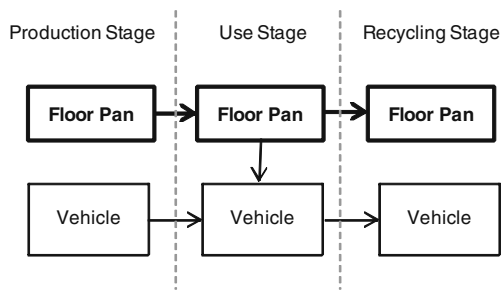 Production Stage Use Stage Recycling Stage
Floor Pan Floor Pan Floor Pan
Vehicle Vehicle Vehicle